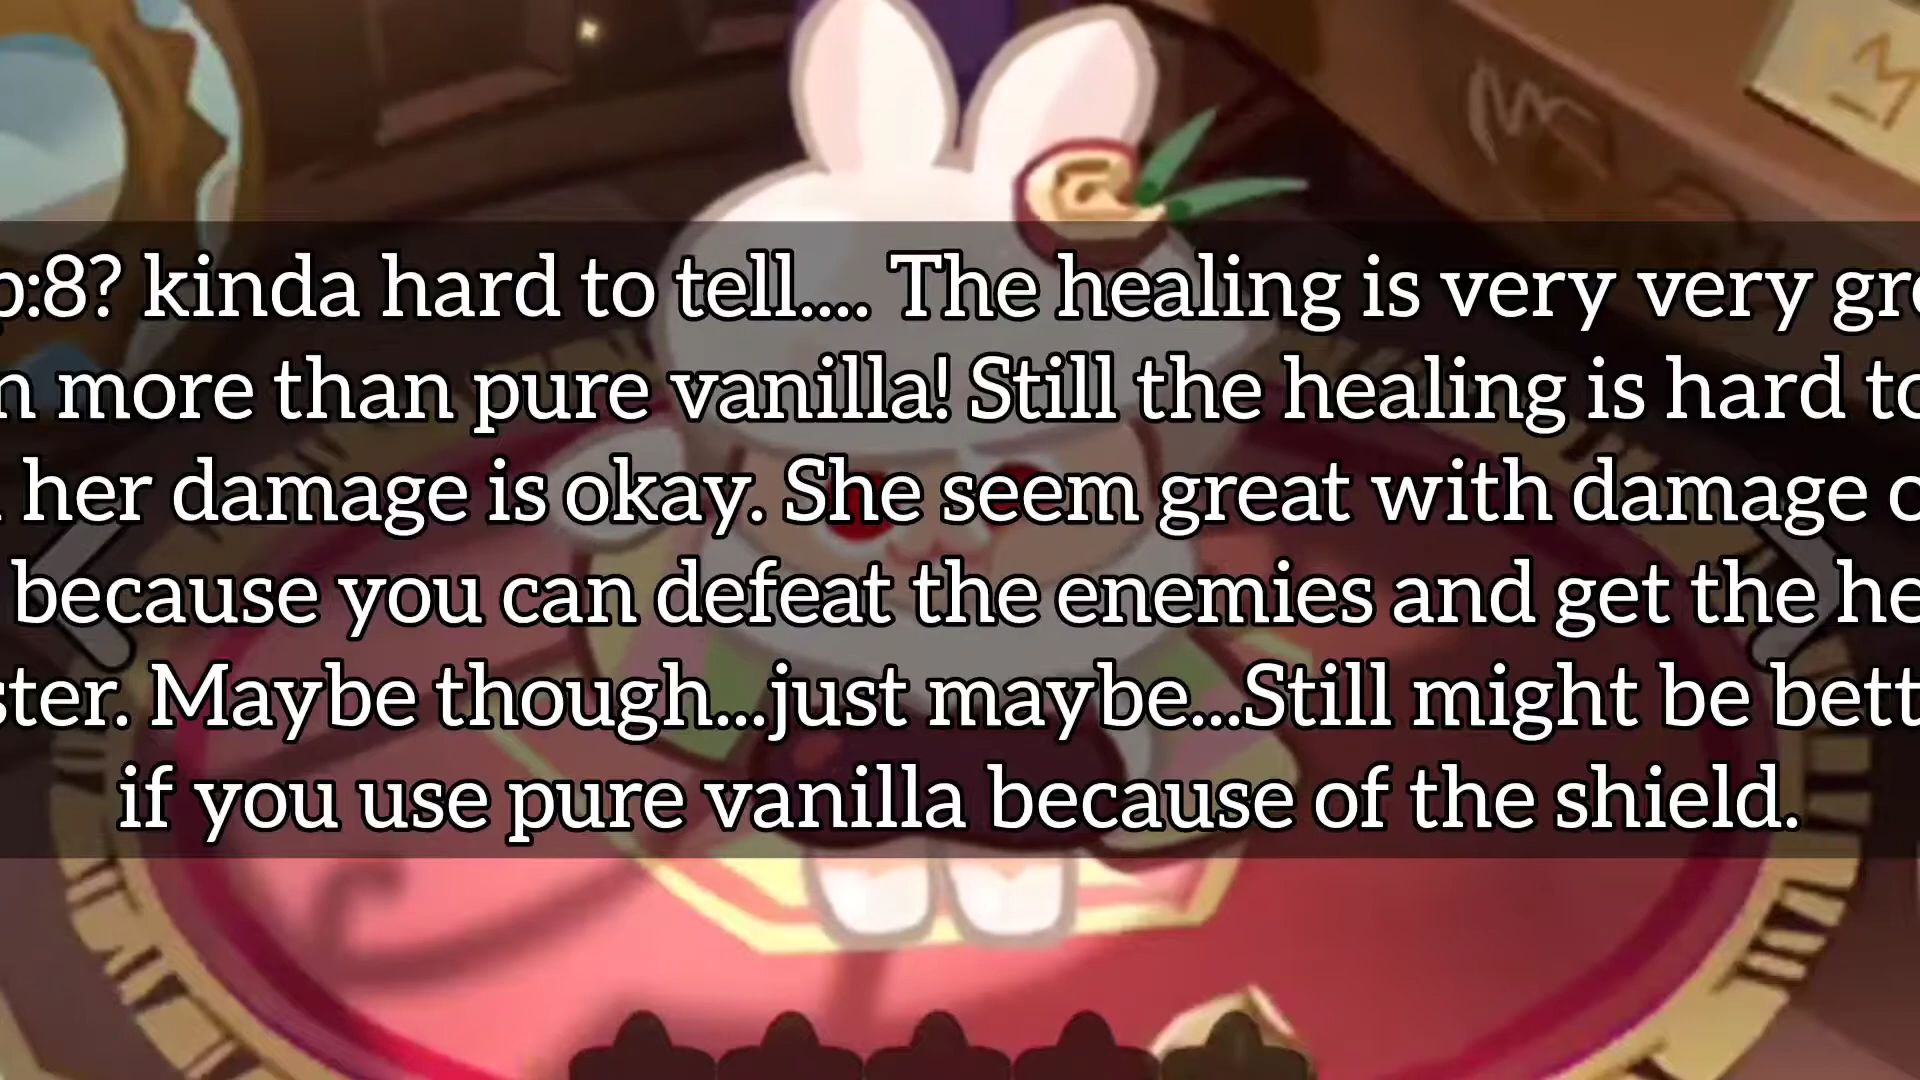 p:8? kinda hard to tell.... The healing is very very gre
n more than pure vanilla! Still the healing is hard to
her damage is okay. She seem great with damage o
because you can defeat the enemies and get the he
ster. Maybe though...just maybe...Still might be bett
if you use pure vanilla because of the shield.